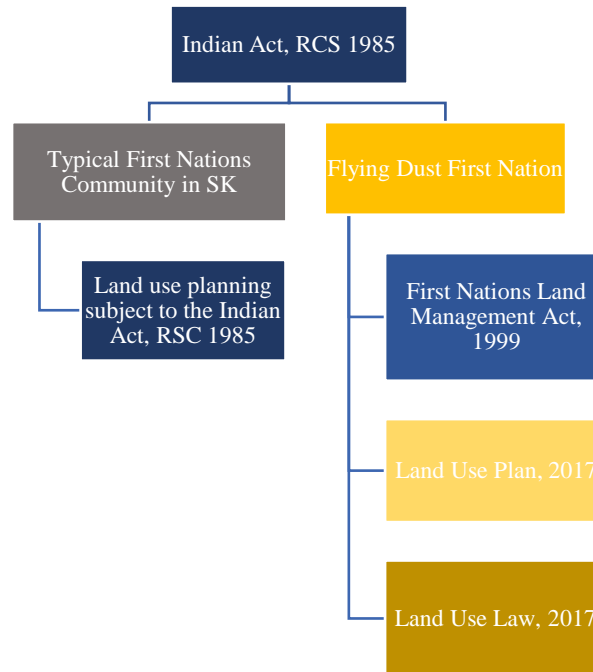 Indian Act, RCS 1985
Typical First Nations
Community in SK
Flying Dust First Nation
Land use planning
subject to the Indian
Act, RSC 1985
First Nations Land
Management Act,
1999
Land Use Plan, 2017
Land Use Law, 2017